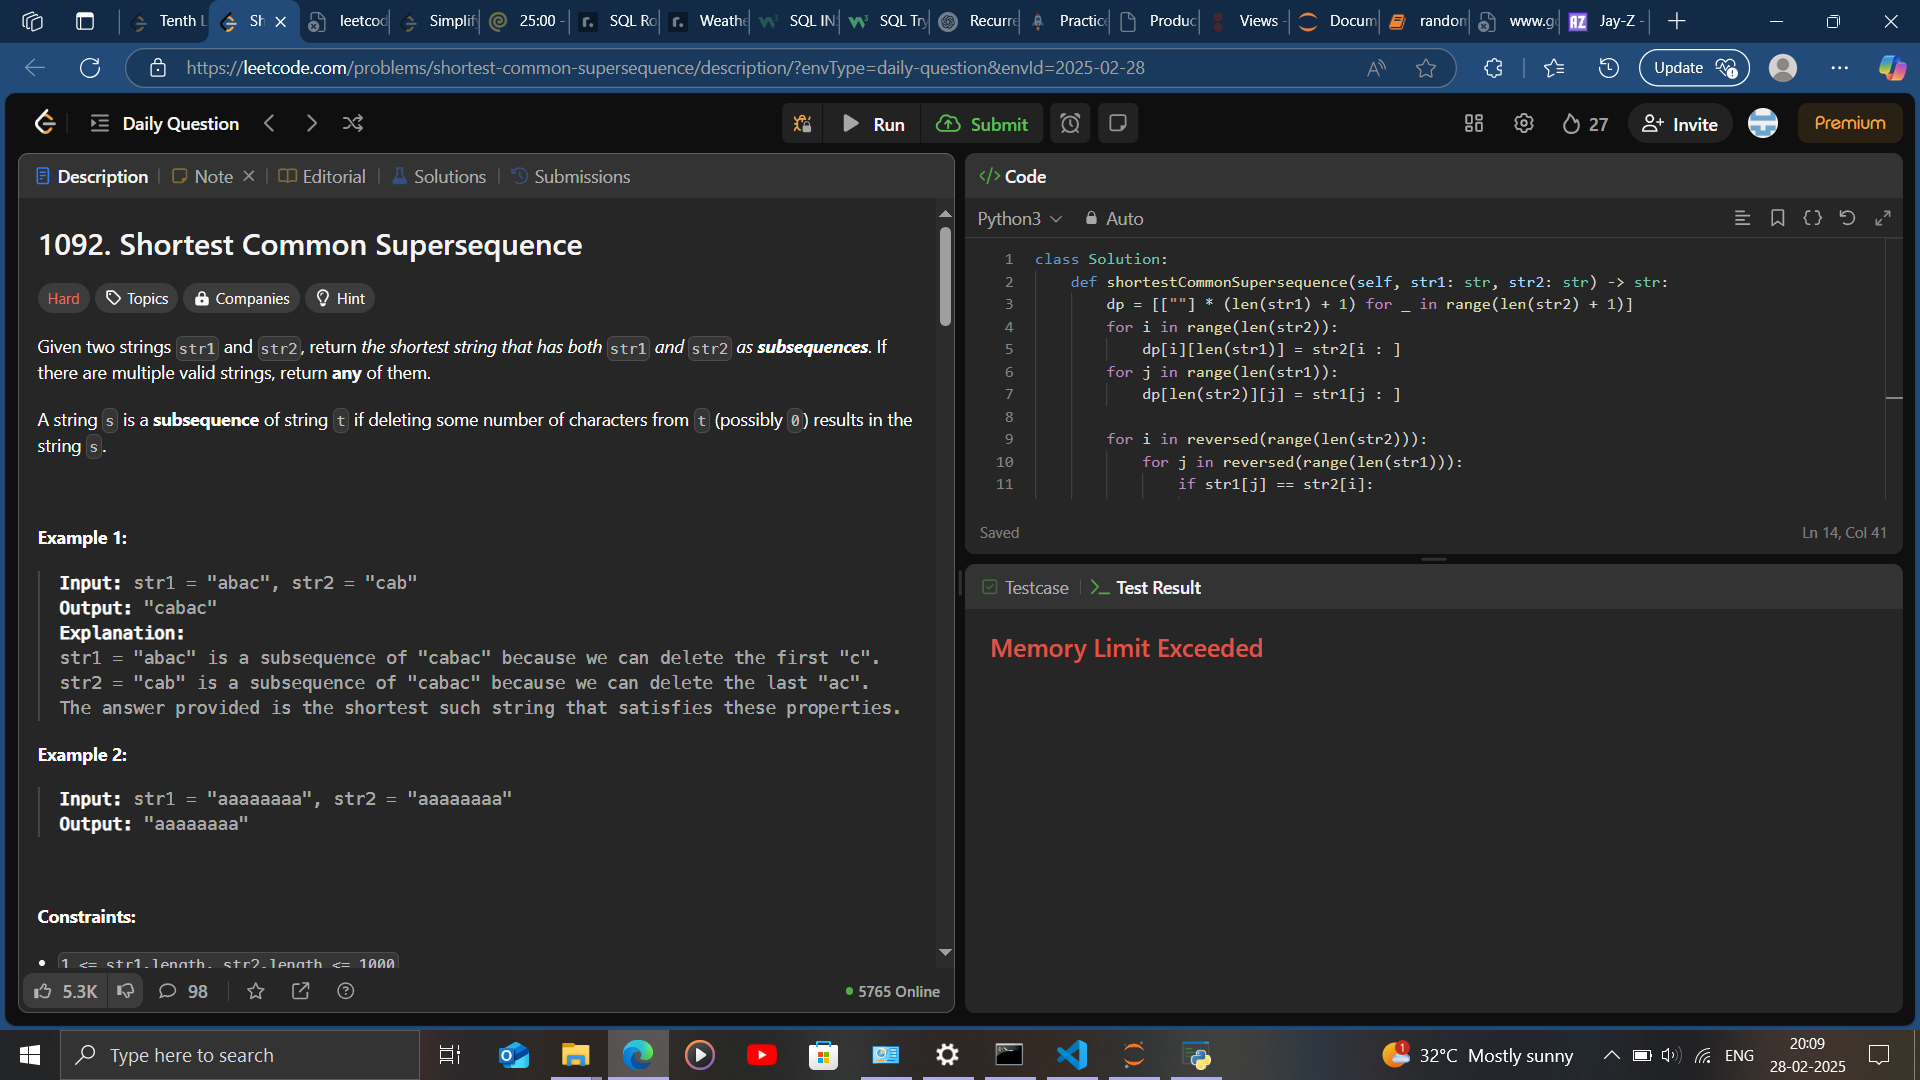 Tenth L
Sh
leetcod
Simplify
25:00 -
SQL Ro
Weathe
SQL IN
SQL Try
Recurre
Practice
Produc
Views -
Docum
random
www.g
Jay-Z -
https://leetcode.com/problems/shortest-common-supersequence/description/?envType=daily-question&envId=2025-02-28
Update
Daily Question
Run
Submit
27
Invite
Premium
Description
Note
Editorial
Solutions
Submissions
1092. Shortest Common Supersequence
Hard
Topics
Companies
Hint
Given two strings str1 and str2, return the shortest string that has both str1 and str2 as subsequences. If
there are multiple valid strings, return any of them.
A string s is a subsequence of string t if deleting some number of characters from t (possibly 0) results in the
string s.
Example 1:
Input: str1 = "abac", str2 = "cab"
Output: "cabac"
Explanation:
str1 = "abac" is a subsequence of "cabac" because we can delete the first "c".
str2 = "cab" is a subsequence of "cabac" because we can delete the last "ac".
The answer provided is the shortest such string that satisfies these properties.
Example 2:
Input: str1 = "aaaaaaaa", str2 = "aaaaaaaa"
Output: "aaaaaaaa"
Constraints:
1 <= str1.length, str2.length <= 1000
5.3K
98
5765 Online
</> Code
Python3
Auto
1 class Solution:
2 def shortestCommonSupersequence(self, str1: str, str2: str) -> str:
3 dp = [[""] * (len(str1) + 1) for _ in range(len(str2) + 1)]
4 for i in range(len(str2)):
5 dp[i][len(str1)] = str2[i : ]
6 for j in range(len(str1)):
7 dp[len(str2)][j] = str1[j : ]
8
9 for i in reversed(range(len(str2))):
10 for j in reversed(range(len(str1))):
11 if str1[j] == str2[i]:
Saved
Ln 14, Col 41
Testcase
Test Result
Memory Limit Exceeded
Type here to search
1
32°C Mostly sunny
ENG
20:09
28-02-2025